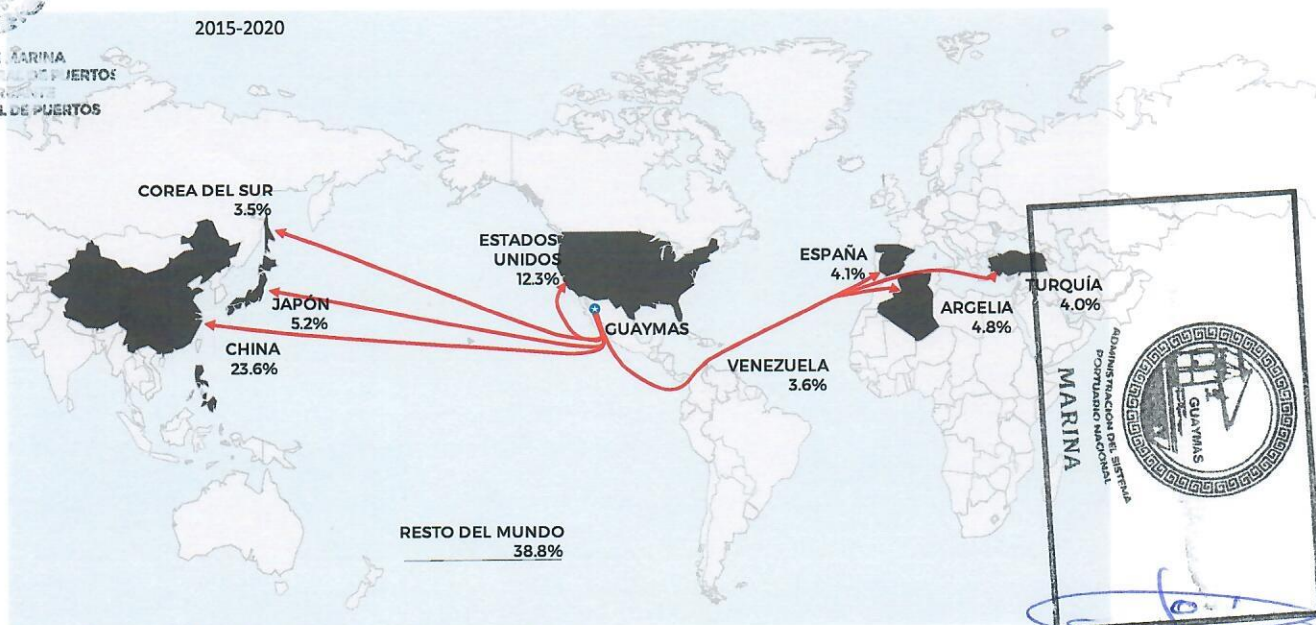 2015-2020
MARINA
DE PUERTOS
L DE PUERTOS
COREA DEL SUR
3.5%
ESTADOS
UNIDOS
12.3%
ESPAÑA
4.1%
TURQUÍA
4.0%
JAPÓN
5.2%
GUAYMAS
ARGELIA
4.8%
CHINA
23.6%
VENEZUELA
3.6%
RESTO DEL MUNDO
38.8%
GUAYMAS
ADMINISTRACIÓN DEL SISTEMA
PORTUARIO NACIONAL
MARINA